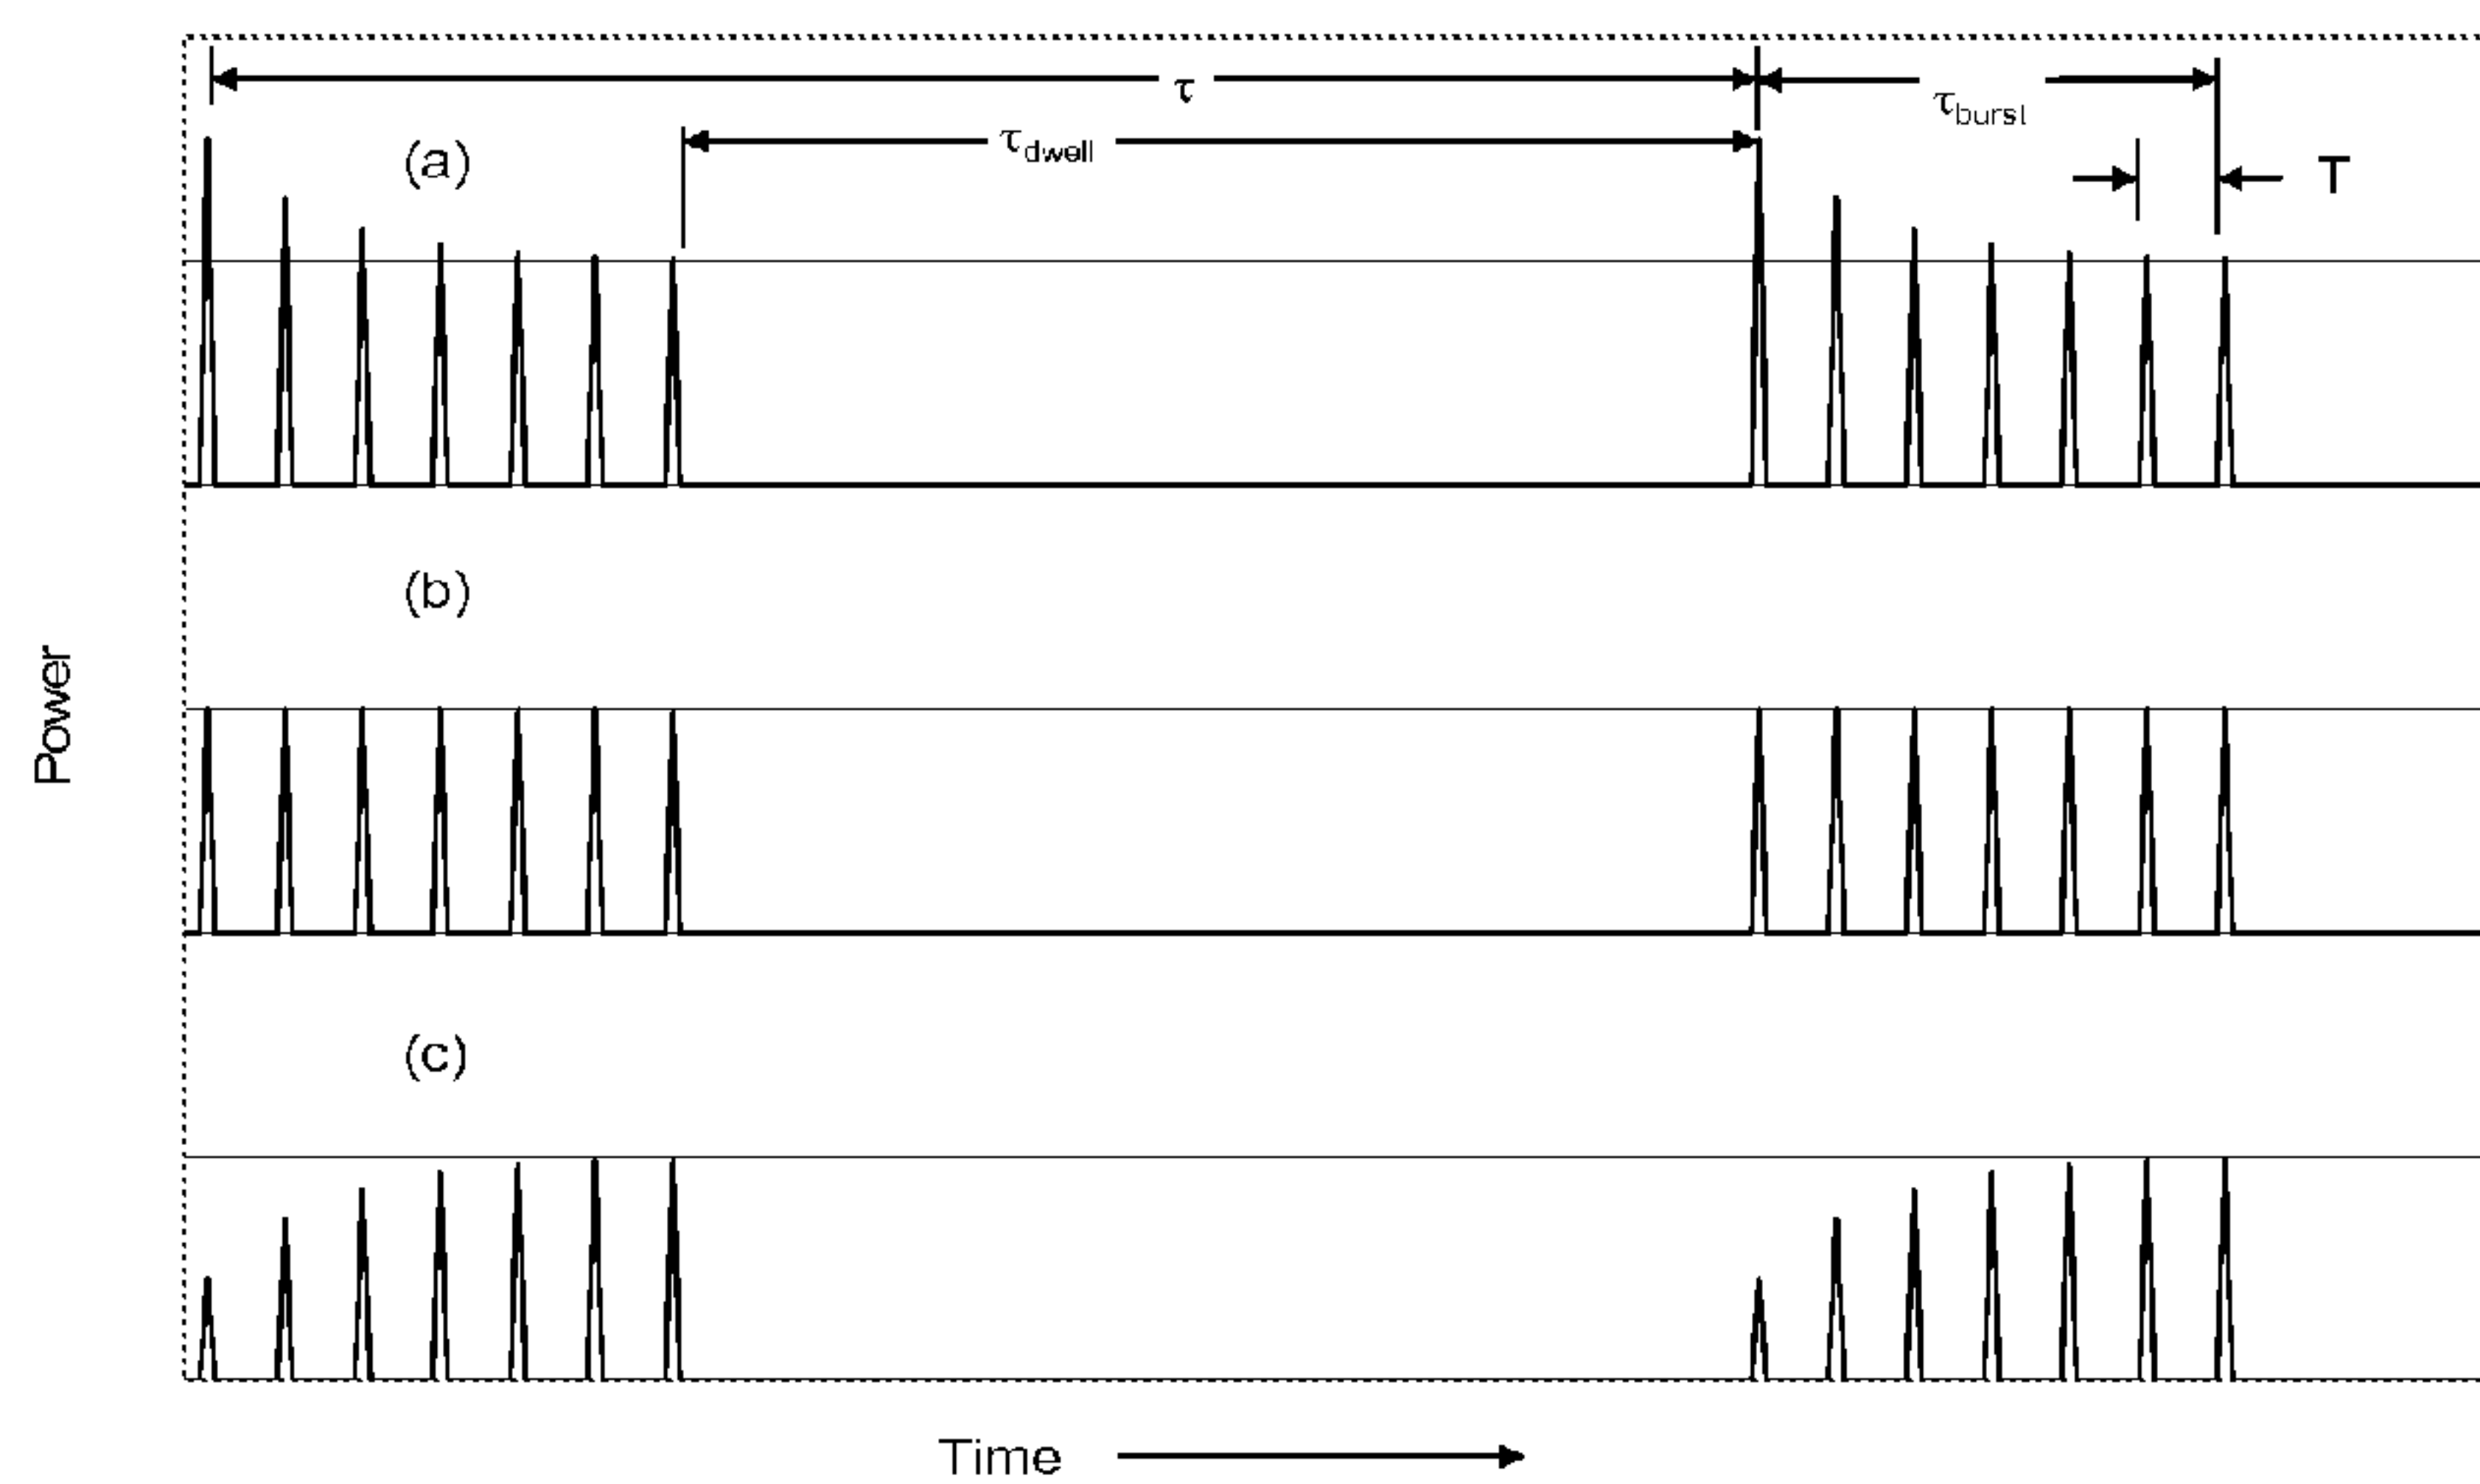 τ
τburst
(a)
τdwell
T
(b)
Power
(c)
Time